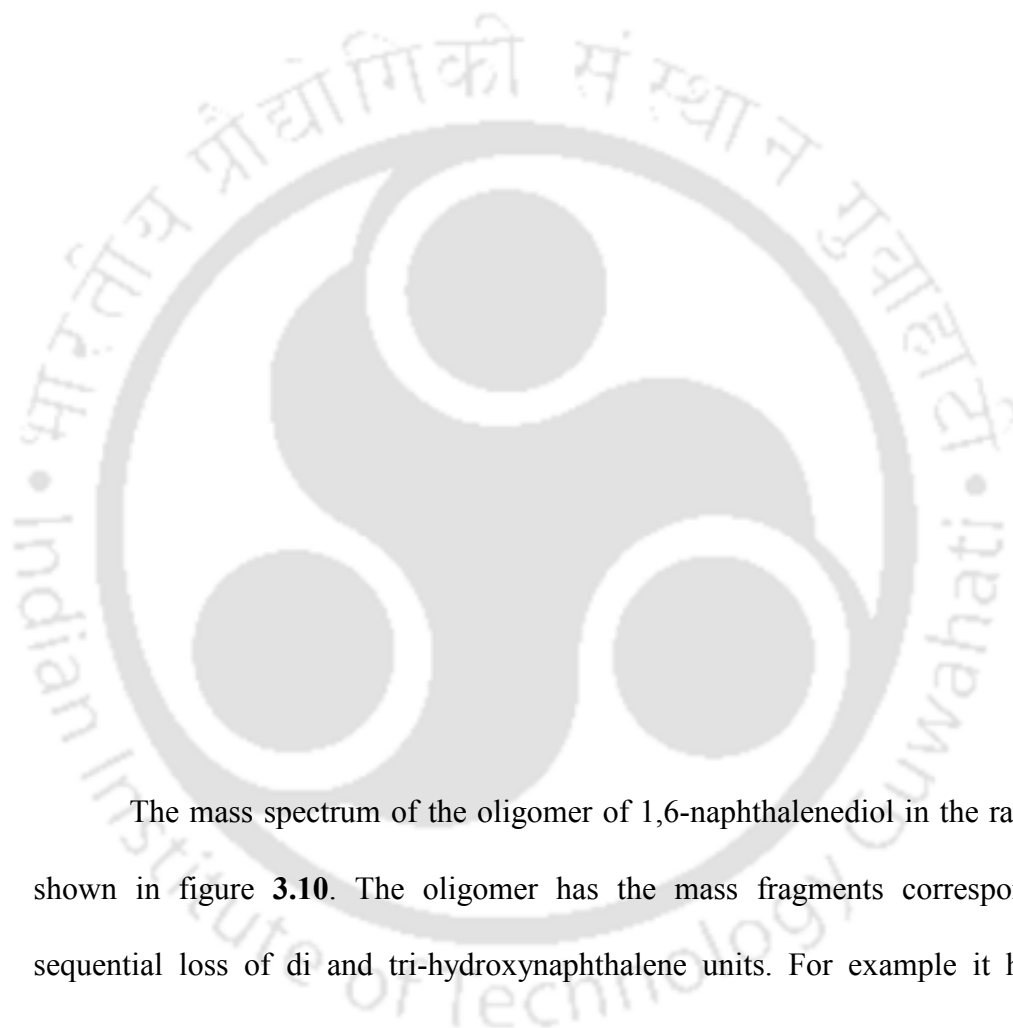 भारतीय प्रौद्योगिकी संस्थान गुवाहाटी
Indian Institute of Technology Guwahati
The mass spectrum of the oligomer of 1,6-naphthalenediol in the ra
shown in figure 3.10. The oligomer has the mass fragments correspo
sequential loss of di and tri-hydroxynaphthalene units. For example it h